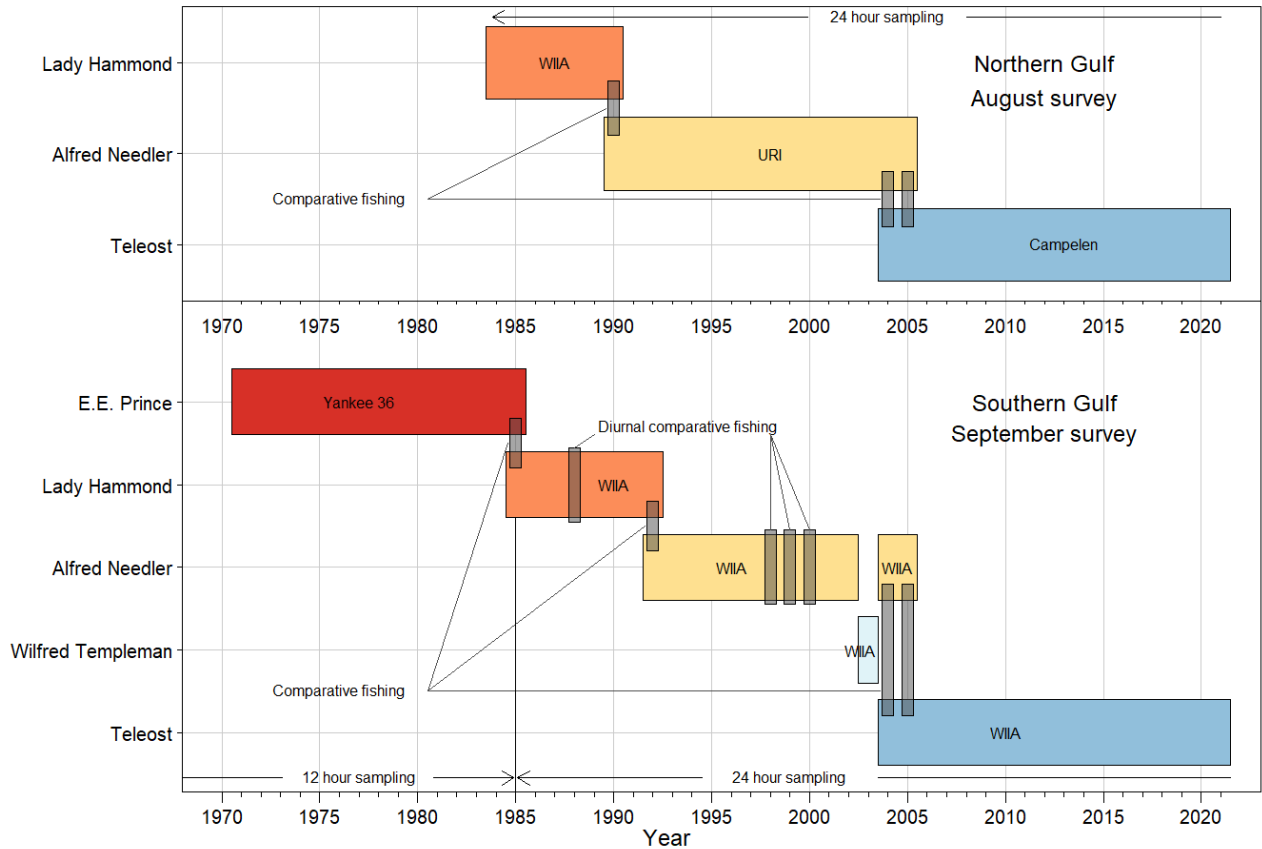 24 hour sampling
Lady Hammond
WIIA
Northern Gulf
August survey
Alfred Needler
URI
Comparative fishing
Teleost
Campelen
1970 1975 1980 1985 1990 1995 2000 2005 2010 2015 2020
E.E. Prince
Yankee 36
Southern Gulf
September survey
Diurnal comparative fishing
Lady Hammond
WIIA
Alfred Needler
WIIA WIIA
Wilfred Templeman
WIIA
Comparative fishing
Teleost
WIIA
12 hour sampling 24 hour sampling
1970 1975 1980 1985 1990 1995 2000 2005 2010 2015 2020
Year